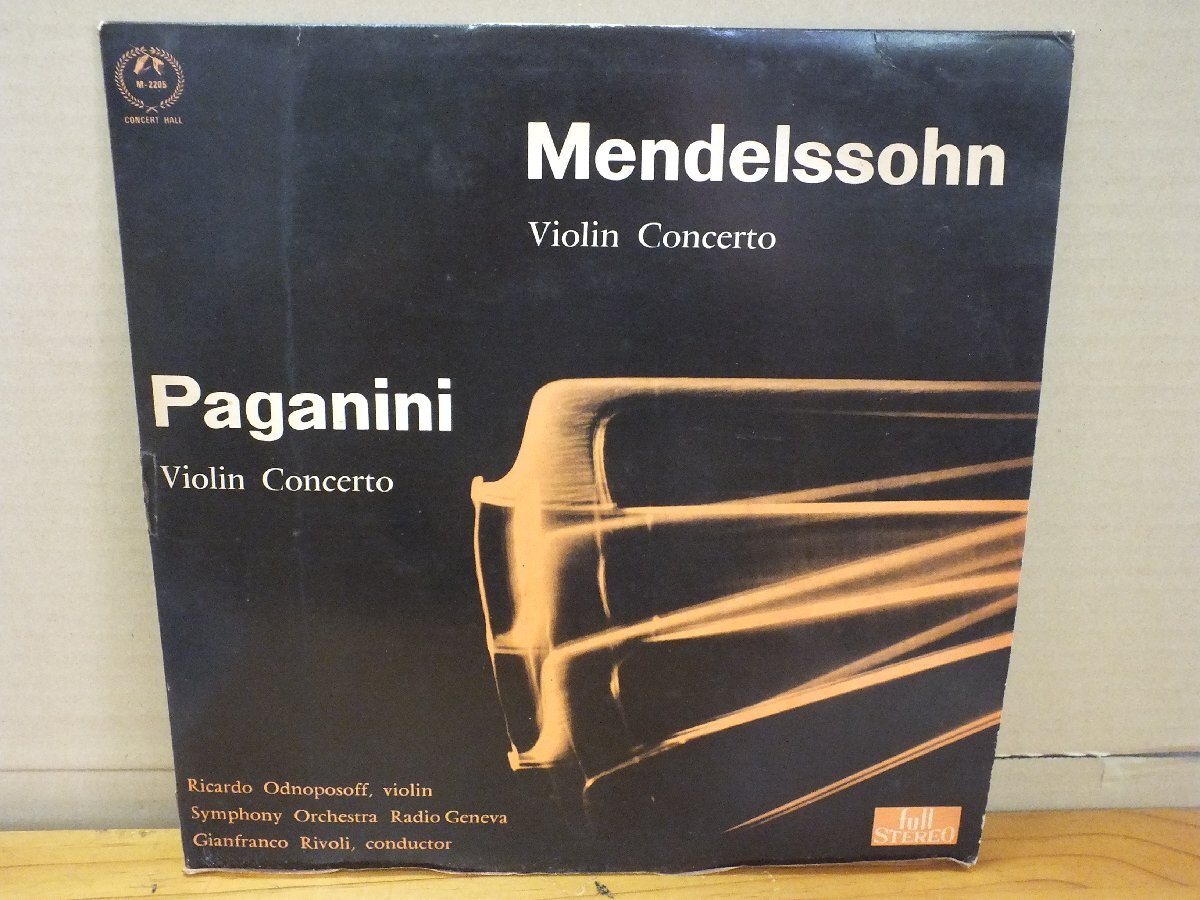 M-2205
CONCERT HALL
Mendelssohn
Violin Concerto
Paganini
Violin Concerto
Ricardo Odnoposoff, violin
Symphony Orchestra Radio Geneva
Gianfranco Rivoli, conductor
full
STEREO